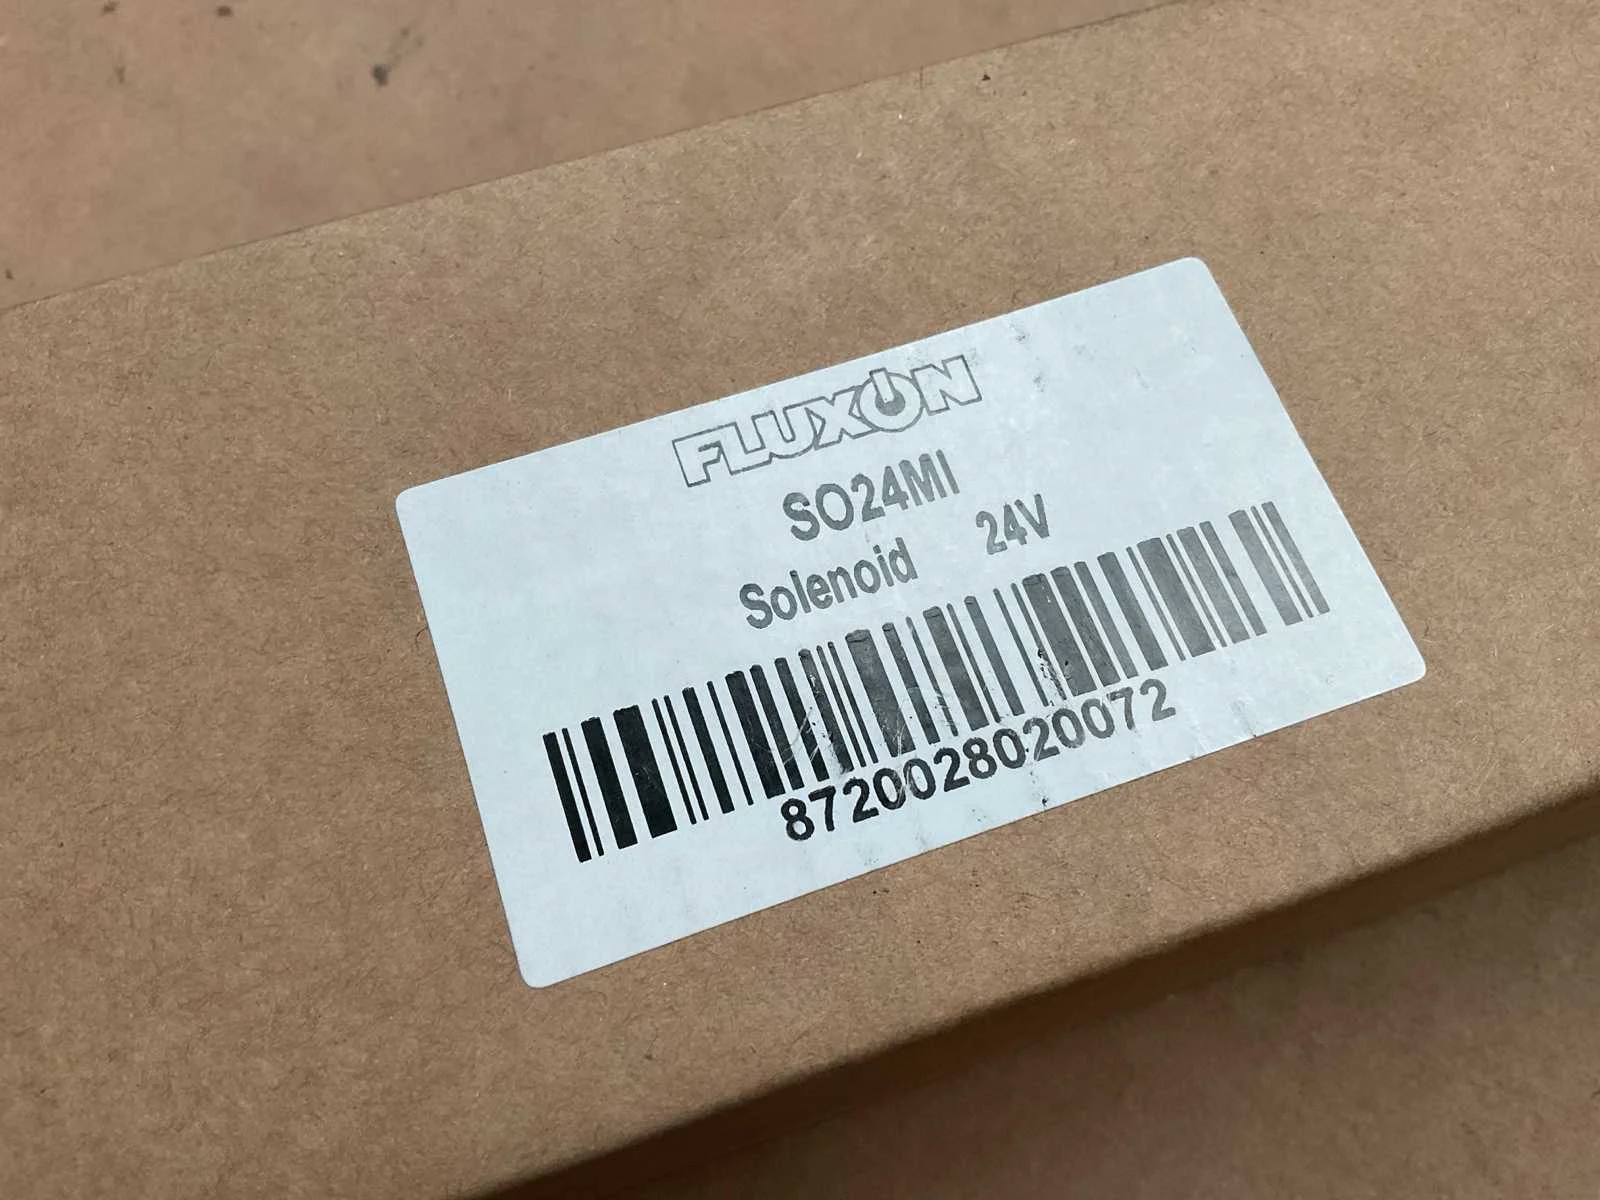 FLUXON
SO24MI
Solenoid 24V
8720028020072